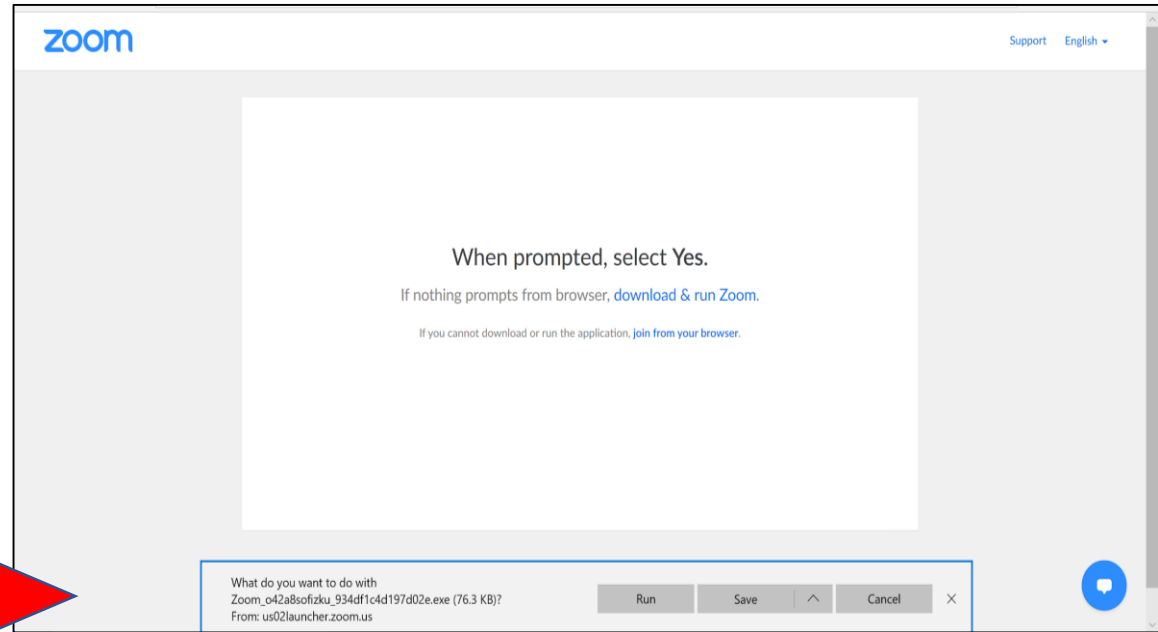 zoom
Support English
When prompted, select Yes.
If nothing prompts from browser, download & run Zoom.
If you cannot download or run the application, join from your browser.
What do you want to do with
Zoom_o42a8sofizku_934df1c4d197d02e.exe (76.3 KB)?
From: us02launcher.zoom.us
Run Save Cancel